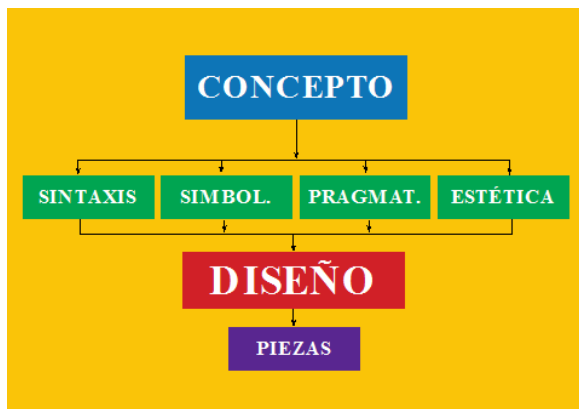 CONCEPTO
SINTAXIS SIMBOL. PRAGMAT. ESTÉTICA
DISEÑO
PIEZAS